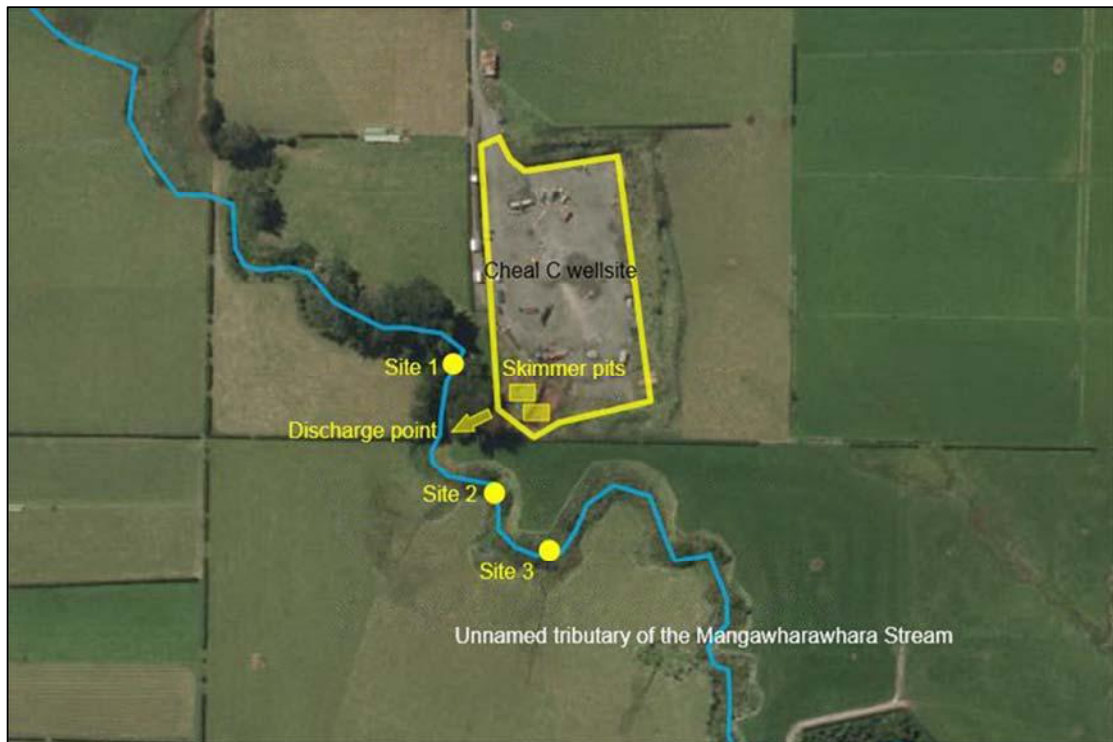 Cheal C wellsite
Site 1
Skimmer pits
Discharge point
Site 2
Site 3
Unnamed tributary of the Mangawharawhara Stream